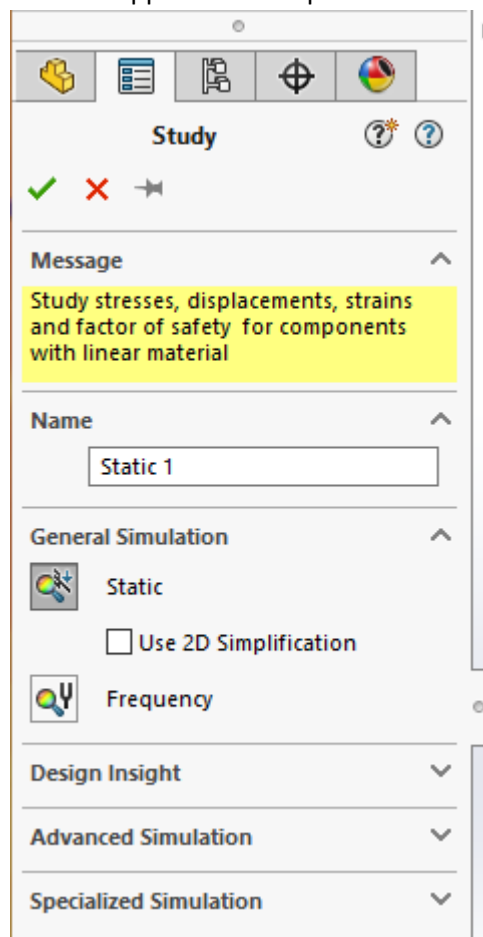 Study
Message
Study stresses, displacements, strains
and factor of safety for components
with linear material
Name
Static 1
General Simulation
Static
Use 2D Simplification
Frequency
Design Insight
Advanced Simulation
Specialized Simulation